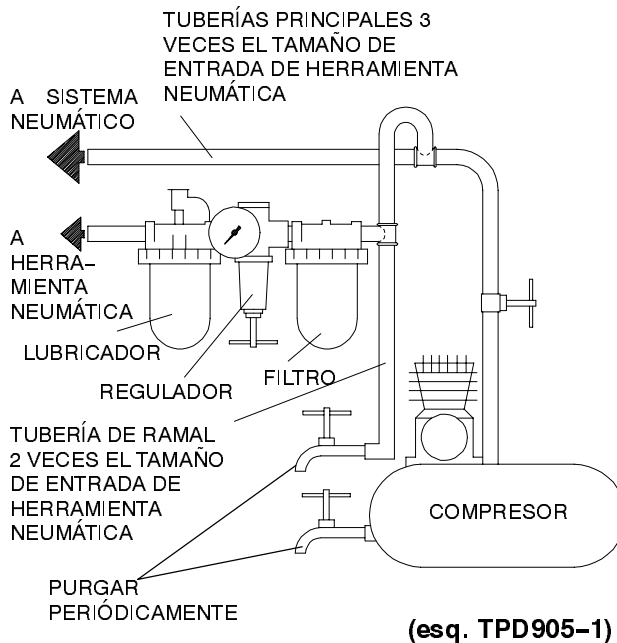 TUBERÍAS PRINCIPALES 3
VECES EL TAMAÑO DE
ENTRADA DE HERRAMIENTA
NEUMÁTICA
A SISTEMA
NEUMÁTICO
A
HERRA–
MIENTA
NEUMÁTICA
LUBRICADOR
REGULADOR
FILTRO
TUBERÍA DE RAMAL
2 VECES EL TAMAÑO
DE ENTRADA DE
HERRAMIENTA
NEUMÁTICA
COMPRESOR
PURGAR
PERIÓDICAMENTE
(esq. TPD905–1)